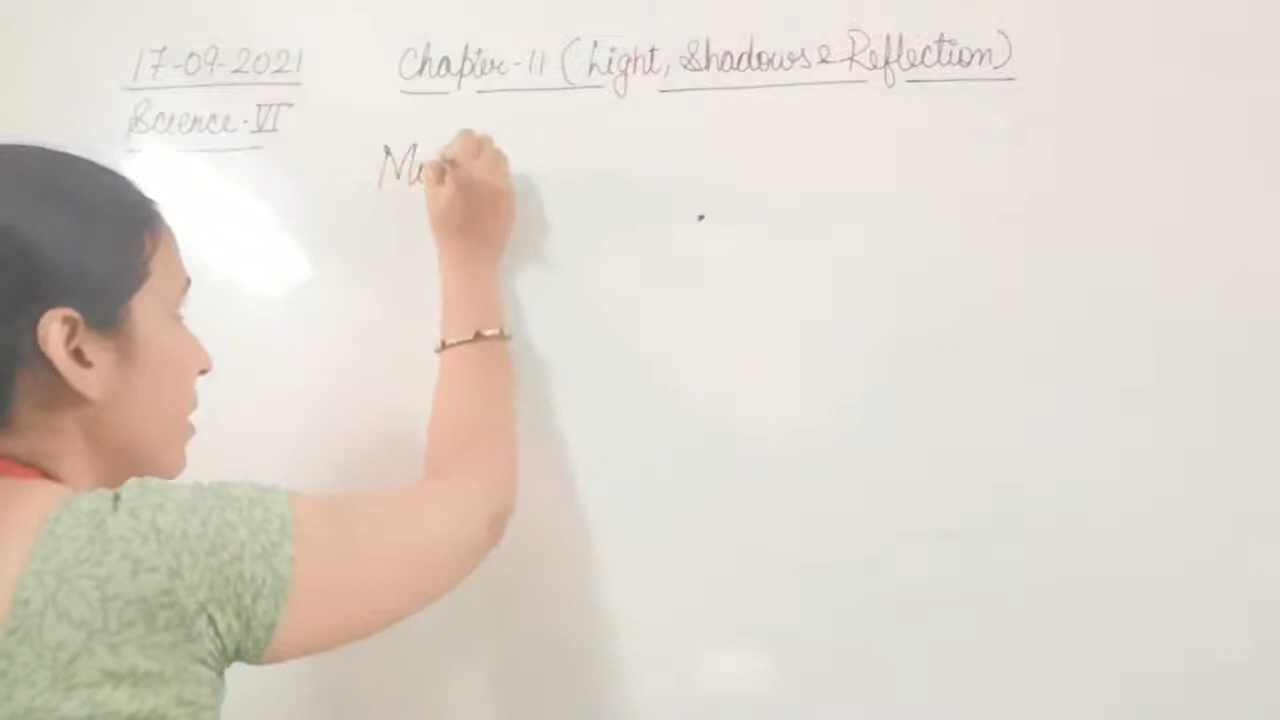 17-09-2021
Chapter-11 (Light, Shadows & Reflection)
Science-VI